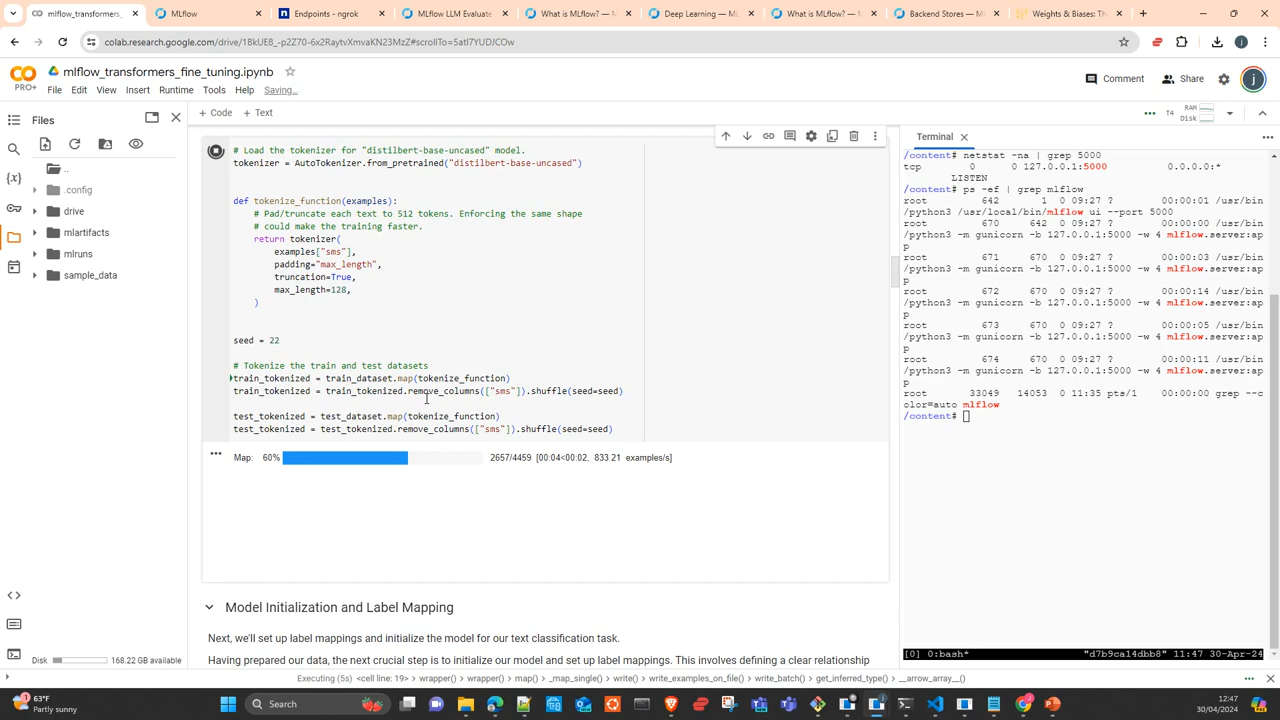 mlflow_transformers_
MLflow
Endpoints - ngrok
MLflow LLM Evaluate
What is MLflow? —
Deep Learning — ML
What is MLflow? —
Backend Stores — ML
Weights & Biases: Th
colab.research.google.com/drive/1BkUE8_-p2Z70-6x2RaytvXmvaKN23MzZ#scrollTo=5atI7YUDJCOw
PRO+
mlflow_transformers_fine_tuning.ipynb
Comment
Share
File Edit View Insert Runtime Tools Help Saving...
Files
+ Code + Text
T4
RAM
Disk
..
.config
drive
mlartifacts
mlruns
sample_data
Disk
168.22 GB available
# Load the tokenizer for "distilbert-base-uncased" model.
tokenizer = AutoTokenizer.from_pretrained("distilbert-base-uncased")
def tokenize_function(examples):
# Pad/truncate each text to 512 tokens. Enforcing the same shape
# could make the training faster.
return tokenizer(
examples["sms"],
padding="max_length",
truncation=True,
max_length=128,
)
seed = 22
# Tokenize the train and test datasets
train_tokenized = train_dataset.map(tokenize_function)
train_tokenized = train_tokenized.remove_columns(["sms"]).shuffle(seed=seed)
test_tokenized = test_dataset.map(tokenize_function)
test_tokenized = test_tokenized.remove_columns(["sms"]).shuffle(seed=seed)
Map: 60% 2657/4459 [00:04<00:02, 833.21 examples/s]
Model Initialization and Label Mapping
Next, we'll set up label mappings and initialize the model for our text classification task.
Having prepared our data, the next crucial step is to initialize our model and set up label mappings. This involves defining a clear relationship
Terminal
/content# netstat -na | grep 5000
tcp 0 0 127.0.0.1:5000 0.0.0.0:*
LISTEN
/content# ps -ef | grep mlflow
root 642 1 0 09:27 ? 00:00:01 /usr/bin
/python3 /usr/local/bin/mlflow ui --port 5000
root 670 642 0 09:27 ? 00:00:00 /usr/bin
/python3 -m gunicorn -b 127.0.0.1:5000 -w 4 mlflow.server:ap
p
root 671 670 0 09:27 ? 00:00:03 /usr/bin
/python3 -m gunicorn -b 127.0.0.1:5000 -w 4 mlflow.server:ap
p
root 672 670 0 09:27 ? 00:00:14 /usr/bin
/python3 -m gunicorn -b 127.0.0.1:5000 -w 4 mlflow.server:ap
p
root 673 670 0 09:27 ? 00:00:05 /usr/bin
/python3 -m gunicorn -b 127.0.0.1:5000 -w 4 mlflow.server:ap
p
root 674 670 0 09:27 ? 00:00:11 /usr/bin
/python3 -m gunicorn -b 127.0.0.1:5000 -w 4 mlflow.server:ap
p
root 33049 14053 0 11:35 pts/1 00:00:00 grep --c
olor=auto mlflow
/content#
[0] 0:bash* "d7b9ca14dbb8" 11:47 30-Apr-24
Executing (5s) <cell line: 19> wrapper() wrapper() map() _map_single() write() write_examples_on_file() write_batch() get_inferred_type() __arrow_array__()
63°F
Partly sunny
Search
12:47
30/04/2024